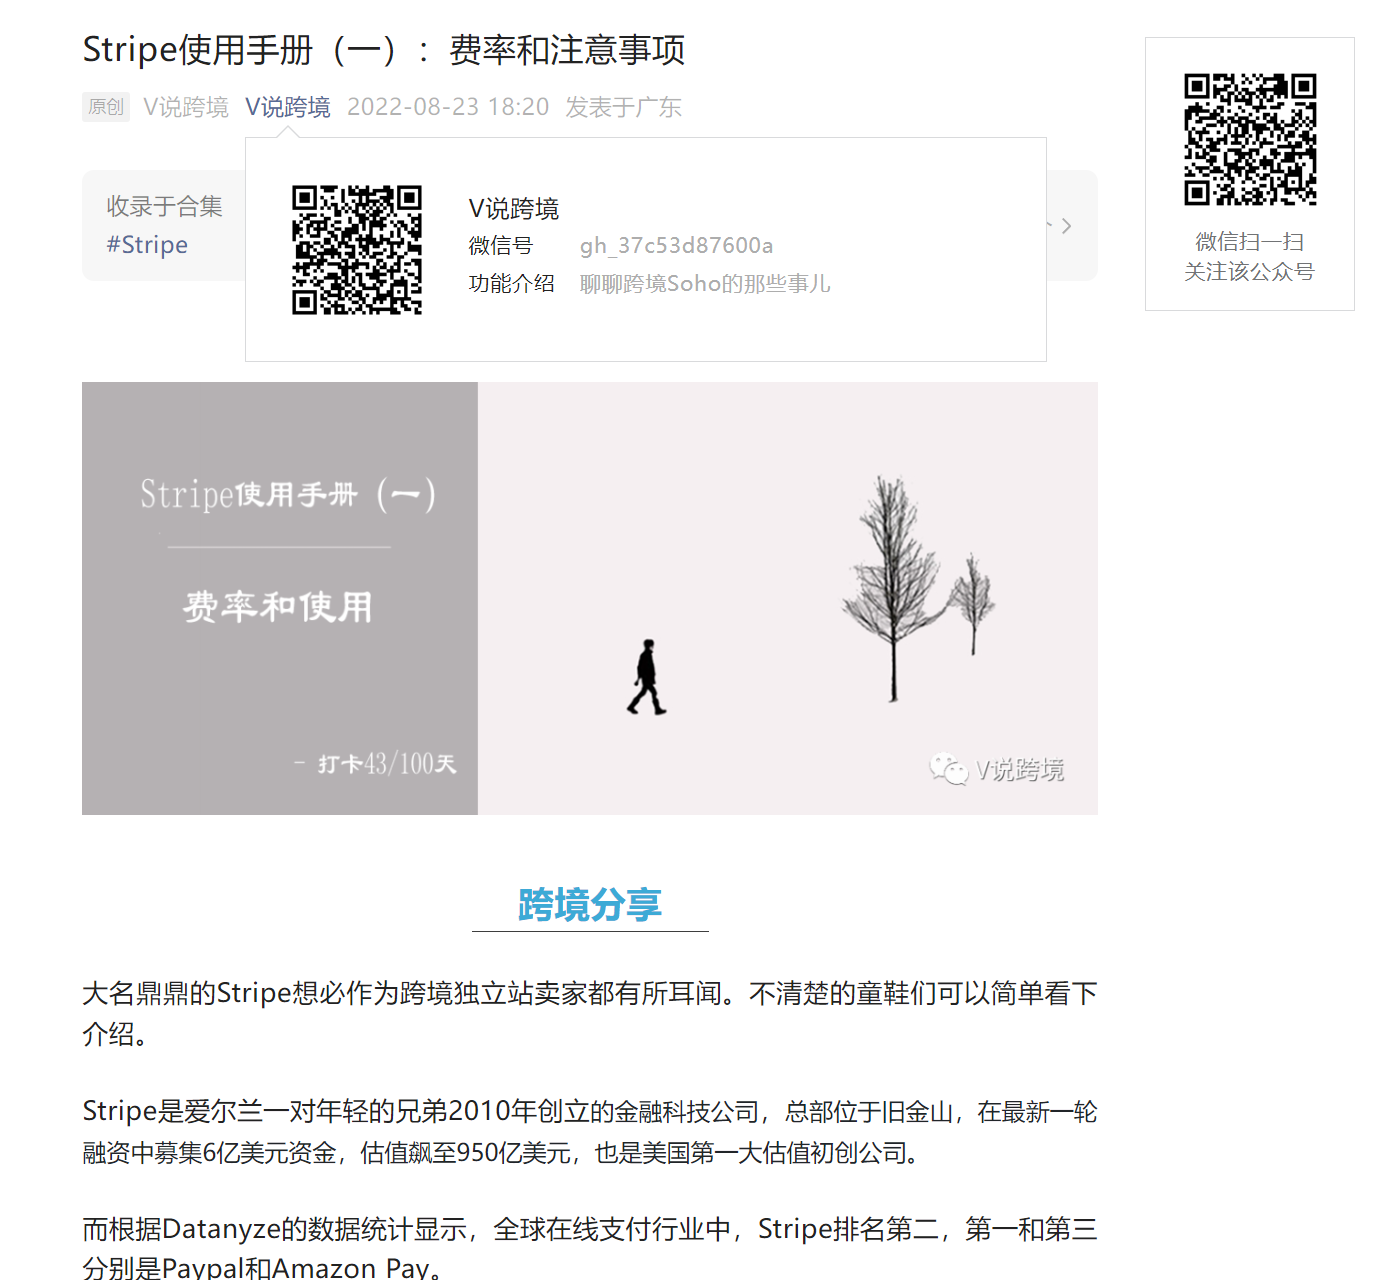 Stripe使用手册（一）：费率和注意事项
原创 V说跨境 V说跨境 2022-08-23 18:20 发表于广东
收录于合集
#Stripe
V说跨境
微信号 gh_37c53d87600a
功能介绍 聊聊跨境Soho的那些事儿
微信扫一扫
关注该公众号
Stripe使用手册（一）
费率和使用
- 打卡43/100天
V说跨境
跨境分享
大名鼎鼎的Stripe想必作为跨境独立站卖家都有所耳闻。不清楚的童鞋们可以简单看下
介绍。
Stripe是爱尔兰一对年轻的兄弟2010年创立的金融科技公司，总部位于旧金山，在最新一轮
融资中募集6亿美元资金，估值飙至950亿美元，也是美国第一大估值初创公司。
而根据Datanyze的数据统计显示，全球在线支付行业中，Stripe排名第二，第一和第三
分别是Paypal和Amazon Pay。